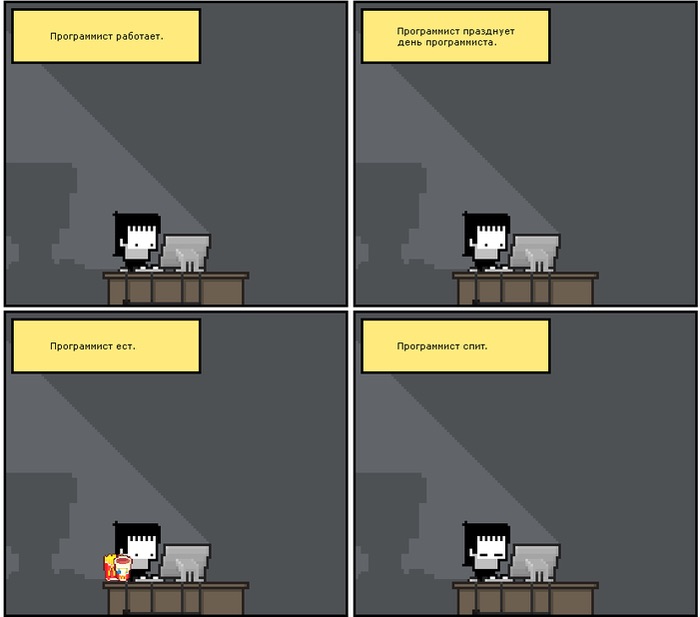 Программист работает.
Программист празднует
день программиста.
Программист ест.
Программист спит.